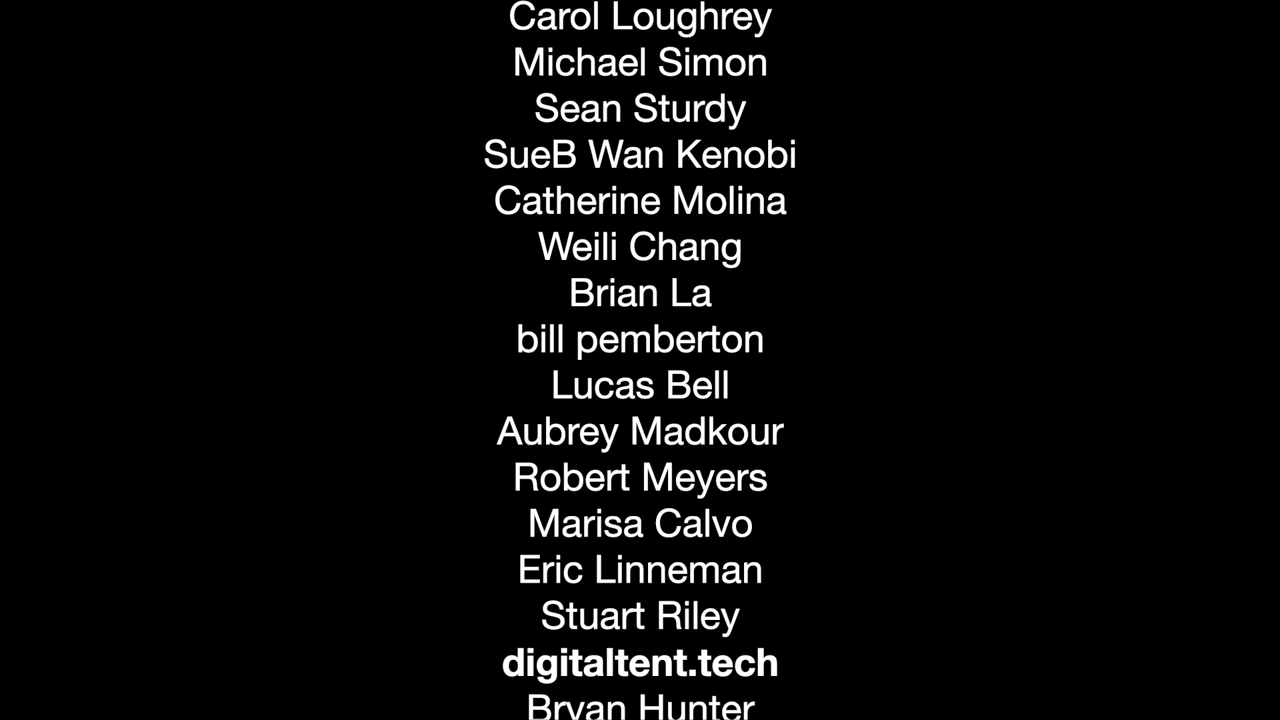 Carol Loughrey
Michael Simon
Sean Sturdy
SueB Wan Kenobi
Catherine Molina
Weili Chang
Brian La
bill pemberton
Lucas Bell
Aubrey Madkour
Robert Meyers
Marisa Calvo
Eric Linneman
Stuart Riley
digitaltent.tech
Bryan Hunter